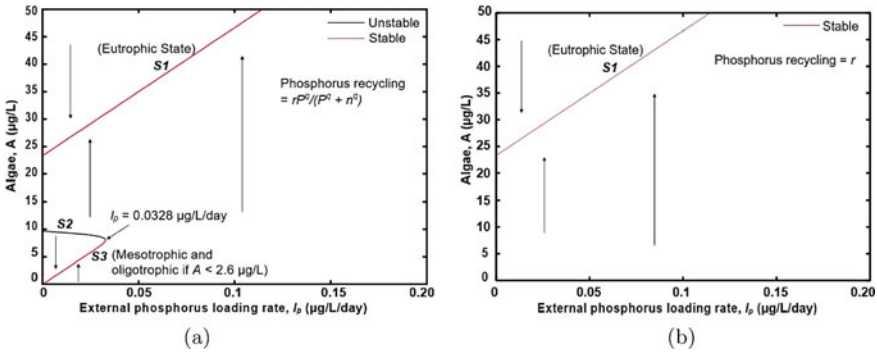 50
45
40
35
30
25
20
15
10
5
0
Algae, A (µg/L)
Unstable
Stable
(Eutrophic State)
S1
Phosphorus recycling
= rP^q/(P^q + n^q)
I_p = 0.0328 µg/L/day
S2
S3 (Mesotrophic and
oligotrophic if A < 2.6 µg/L)
0 0.05 0.1 0.15 0.20
External phosphorus loading rate, I_p (µg/L/day)
(a)
50
45
40
35
30
25
20
15
10
5
0
Algae, A (µg/L)
Stable
(Eutrophic State)
S1
Phosphorus recycling = r
0 0.05 0.1 0.15 0.20
External phosphorus loading rate, I_p (µg/L/day)
(b)